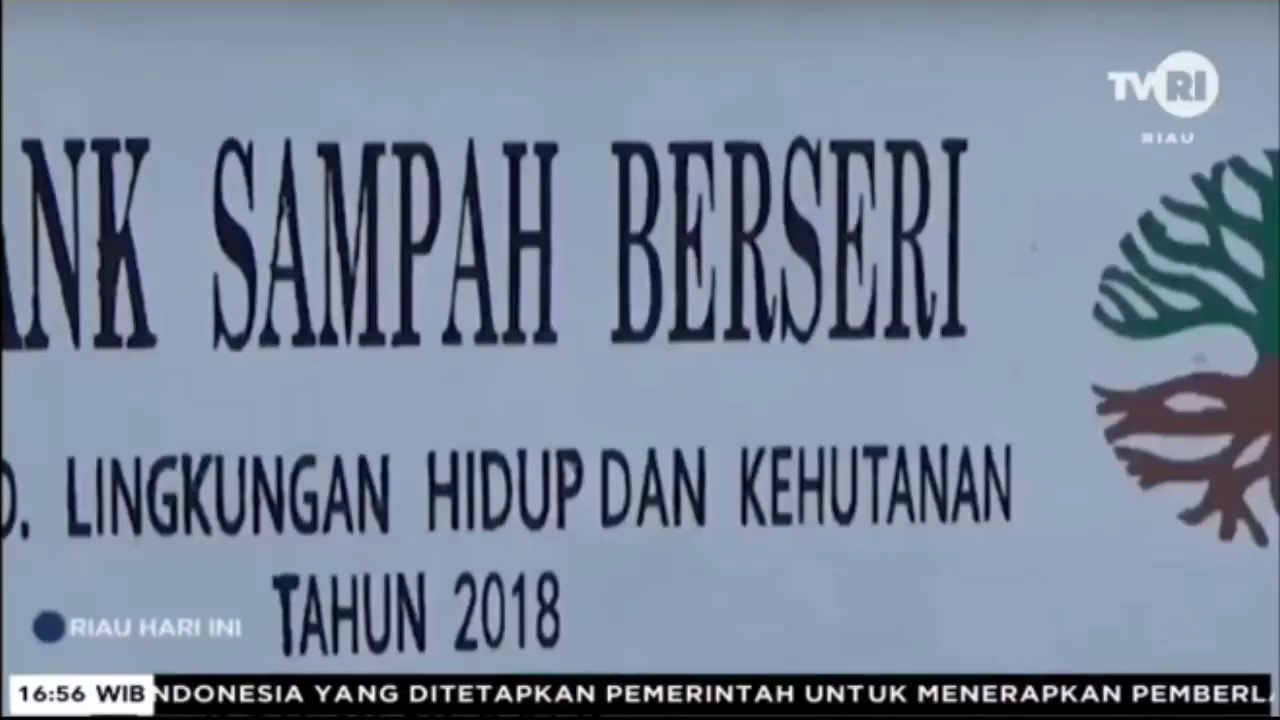 TVRI
RIAU
ANK SAMPAH BERSERI
D. LINGKUNGAN HIDUP DAN KEHUTANAN
TAHUN 2018
RIAU HARI INI
16:56 WIB NDONESIA YANG DITETAPKAN PEMERINTAH UNTUK MENERAPKAN PEMBERLA